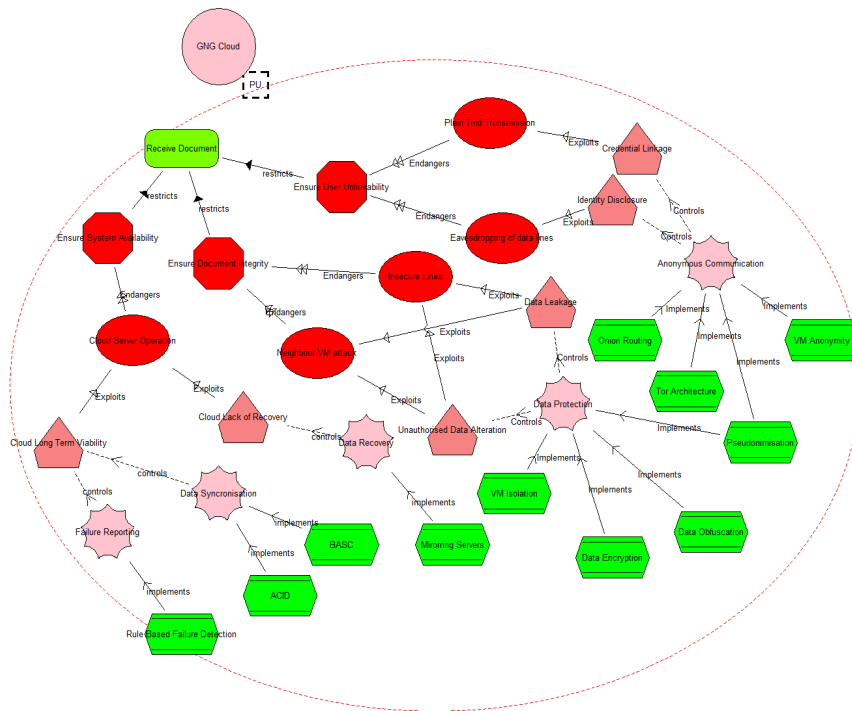 GNG Cloud
PU
Plain Text Transmission
Receive Document
Credential Linkage
Exploits
Endangers
restricts
Ensure User Unlinkability
Identity Disclosure
restricts
restricts
Controls
Endangers
Exploits
Eavesdropping of data lines
Controls
Ensure System Availability
Ensure Document Integrity
Anonymous Communication
Endangers
Insecure Lines
Endangers
Exploits
Data Leakage
Endangers
Implements
Implements
implements
Cloud Server Operation
Neighbour VM attack
Onion Routing
VM Anonymity
Implements
Exploits
Controls
Tor Architecture
Exploits
Exploits
Exploits
Data Protection
Cloud Lack of Recovery
Controls
Implements
Unauthorised Data Alteration
controls
Data Recovery
Cloud Long Term Viability
Pseudonimisation
Implements
controls
implements
controls
Data Syncronisation
VM Isolation
Implements
implements
implements
Failure Reporting
Data Obfuscation
BASC
Mirorring Servers
implements
Data Encryption
implements
ACID
Rule Based Failure Detection